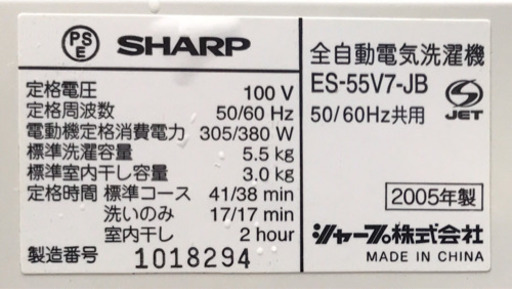 PSE SHARP
全自動電気洗濯機
ES-55V7-JB
50/60Hz共用
JET
定格電圧 100 V
定格周波数 50/60 Hz
電動機定格消費電力 305/380 W
標準洗濯容量 5.5 kg
標準室内干し容量 3.0 kg
定格時間 標準コース 41/38 min
洗いのみ 17/17 min
室内干し 2 hour
製造番号 1018294
2005年製
シャープ株式会社
MADE IN CHINA